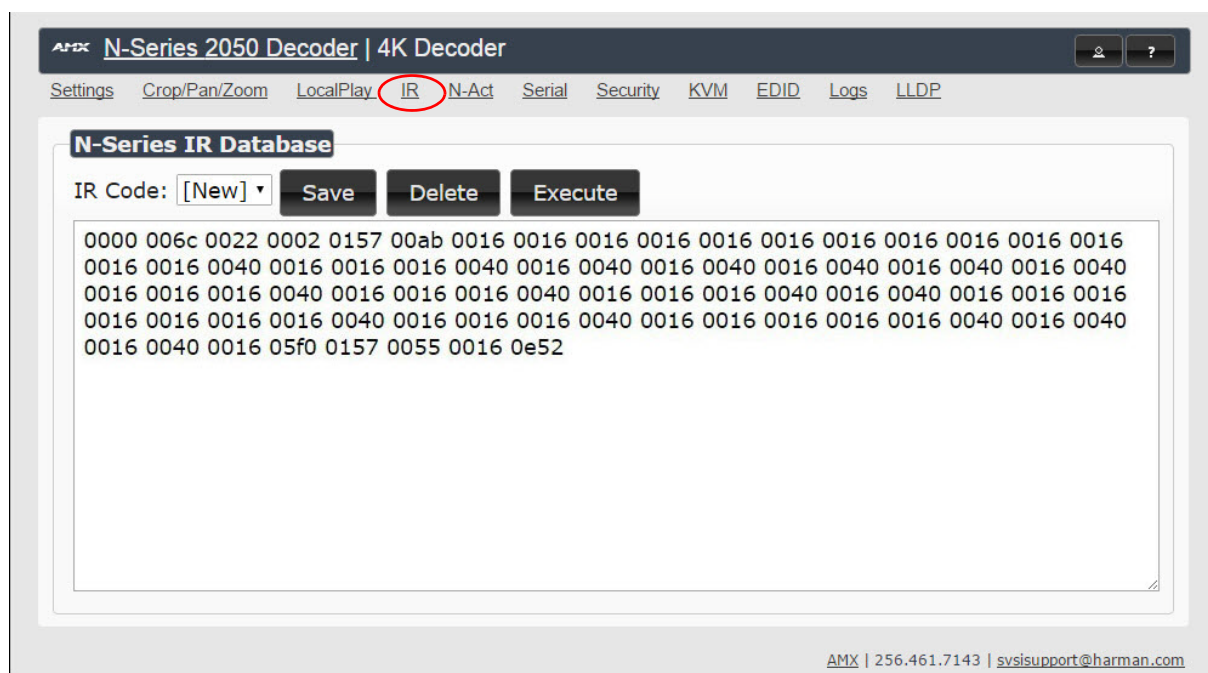 AMX N-Series 2050 Decoder | 4K Decoder ?
Settings Crop/Pan/Zoom LocalPlay IR N-Act Serial Security KVM EDID Logs LLDP
N-Series IR Database
IR Code: [New] Save Delete Execute
0000 006c 0022 0002 0157 00ab 0016 0016 0016 0016 0016 0016 0016 0016 0016 0016 0016
0016 0016 0040 0016 0016 0016 0040 0016 0040 0016 0040 0016 0040 0016 0040 0016 0040
0016 0016 0016 0040 0016 0016 0016 0040 0016 0016 0016 0040 0016 0040 0016 0016 0016
0016 0016 0016 0016 0040 0016 0016 0016 0040 0016 0016 0016 0016 0016 0040 0016 0040
0016 0040 0016 05f0 0157 0055 0016 0e52
AMX | 256.461.7143 | svsisupport@harman.com